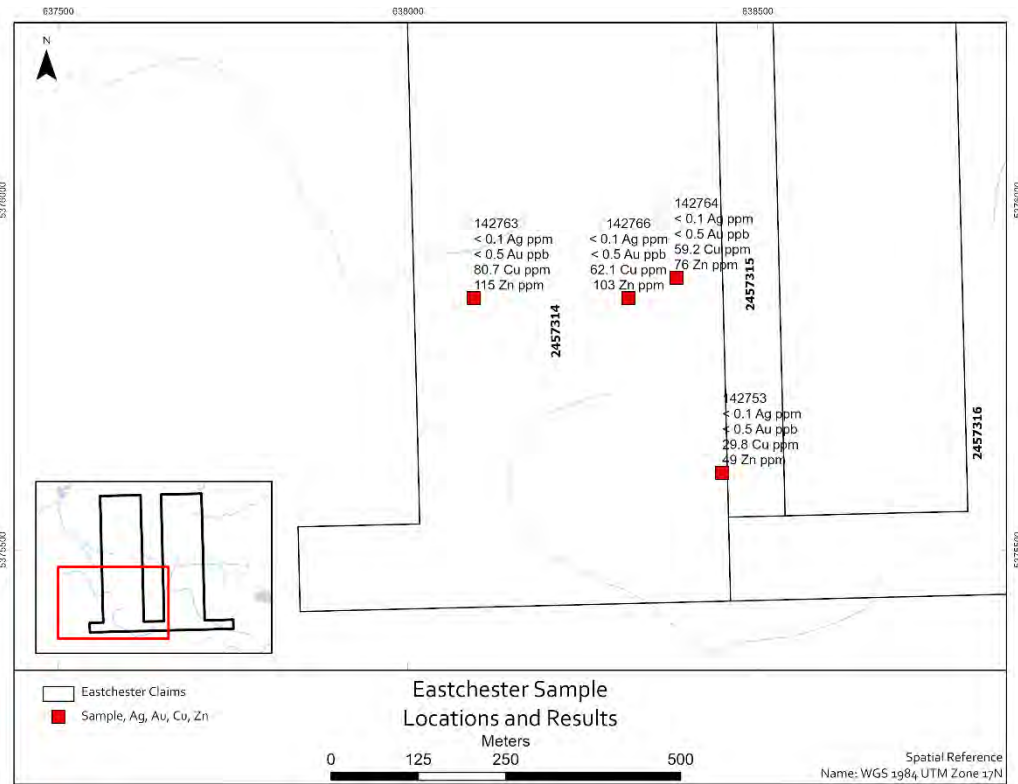 637500
638000
638500
N
5376000
5376000
142764
< 0.1 Ag ppm
< 0.5 Au ppb
59.2 Cu ppm
76 Zn ppm
142763
< 0.1 Ag ppm
< 0.5 Au ppb
80.7 Cu ppm
115 Zn ppm
142766
< 0.1 Ag ppm
< 0.5 Au ppb
62.1 Cu ppm
103 Zn ppm
2457315
2457314
142753
< 0.1 Ag ppm
< 0.5 Au ppb
29.8 Cu ppm
49 Zn ppm
2457316
5375500
5375500
Eastchester Claims
Sample, Ag, Au, Cu, Zn
Eastchester Sample
Locations and Results
Meters
0 125 250 500
Spatial Reference
Name: WGS 1984 UTM Zone 17N